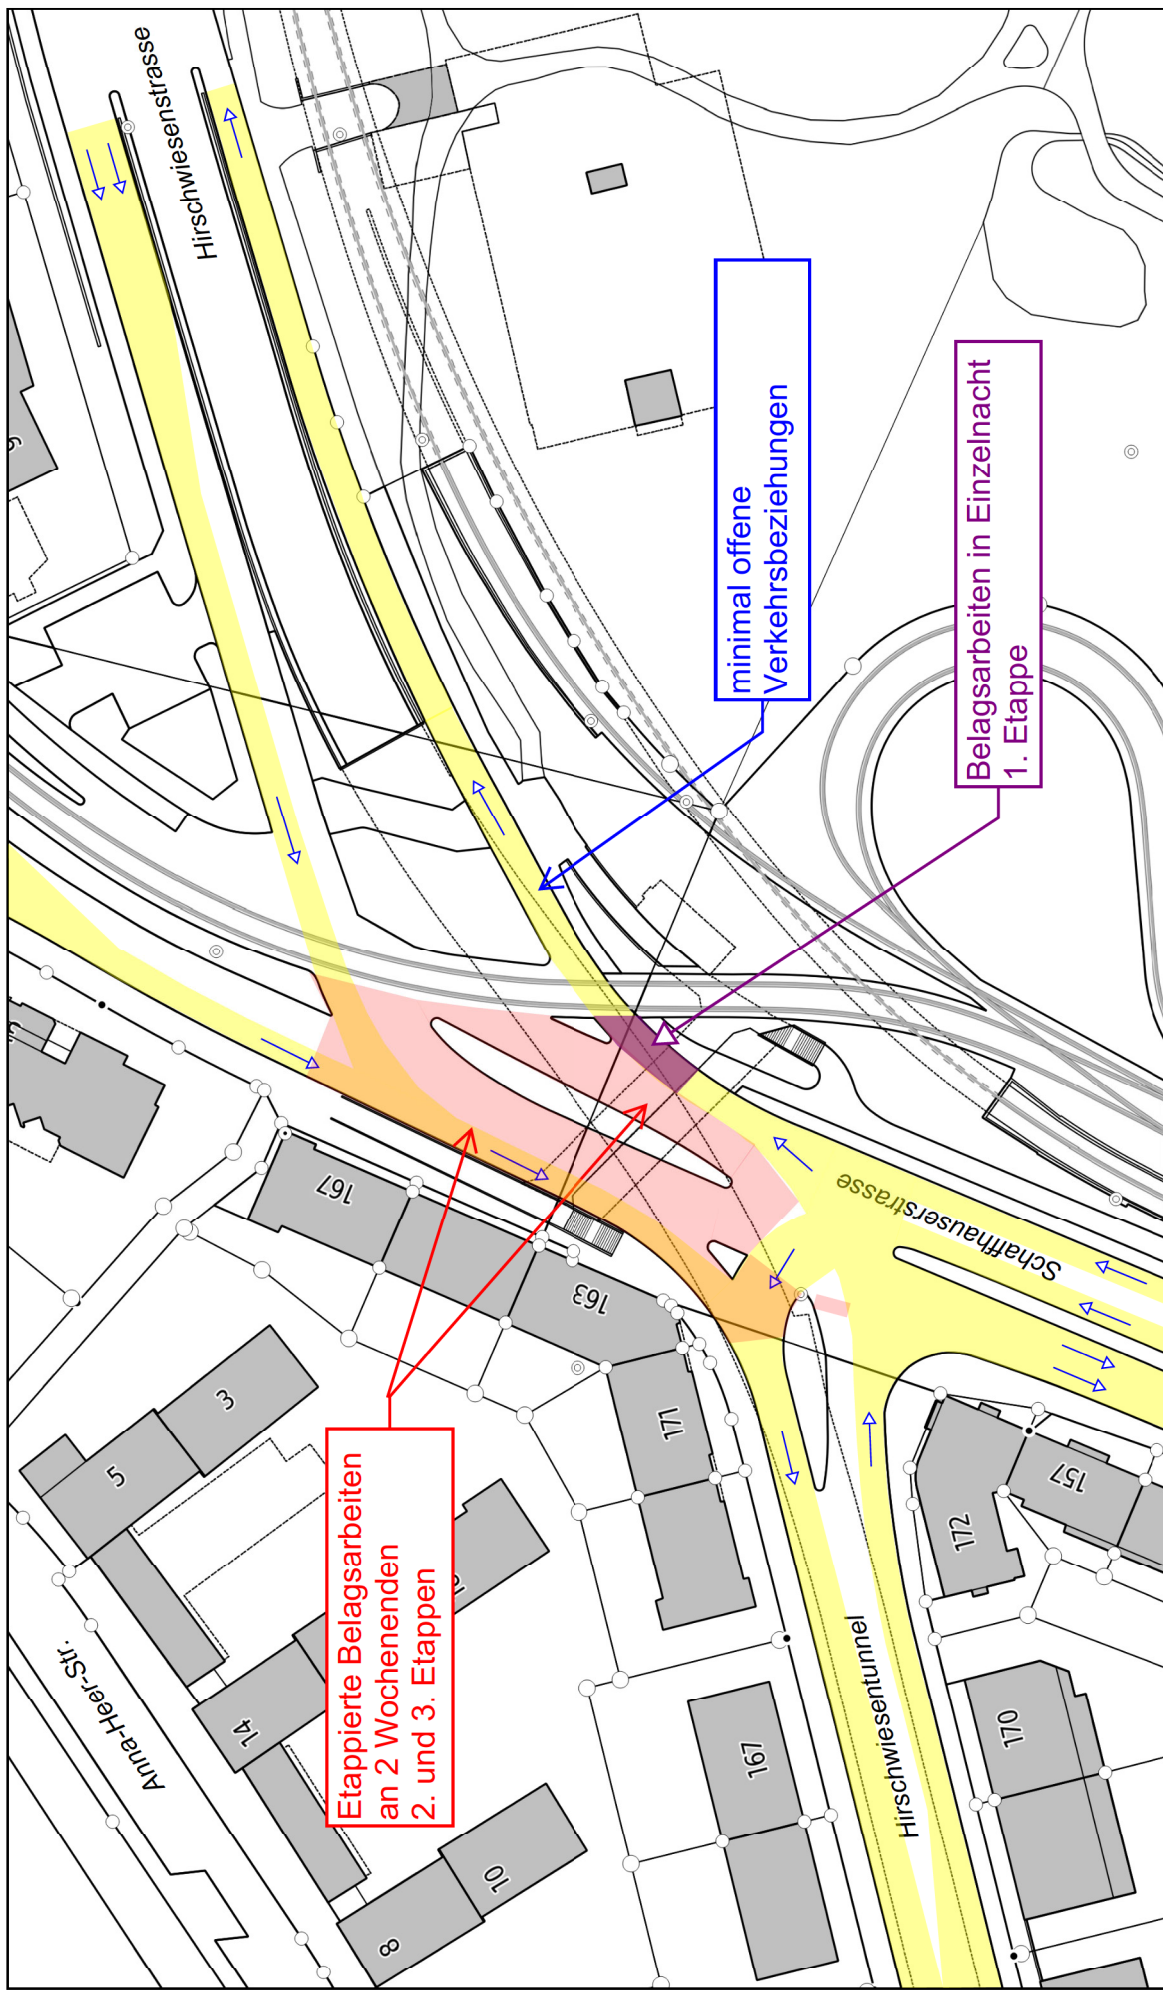 Hirschwiesenstrasse
minimal offene
Verkehrsbeziehungen
Belagsarbeiten in Einzelnacht
1. Etappe
Etappierte Belagsarbeiten
an 2 Wochenenden
2. und 3. Etappen
Schaffhauserstrasse
Hirschwiesentunnel
Anna-Heer-Str.
167
163
171
3
5
14
10
8
167
157
172
170